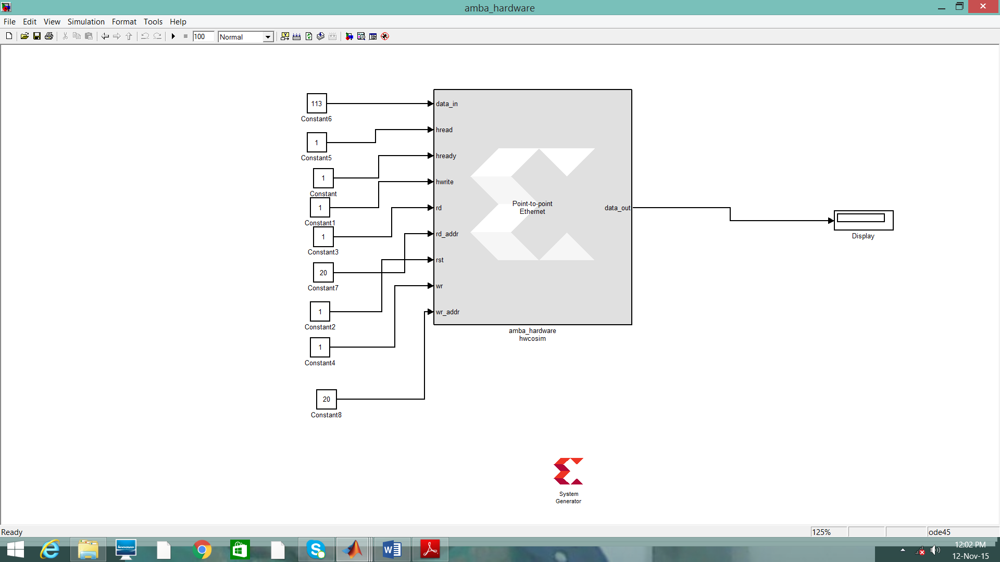 amba_hardware
File Edit View Simulation Format Tools Help
100 Normal
113
data_in
Constant6
hread
1
Constant5
hready
1
Constant
hwrite
1
Constant1
rd
1
Constant3
rd_addr
20
Constant7
rst
1
Constant2
wr
1
Constant4
wr_addr
20
Constant8
Point-to-point
Ethernet
data_out
amba_hardware
hwcosim
Display
System
Generator
Ready
125%
ode45
12:02 PM
12-Nov-15